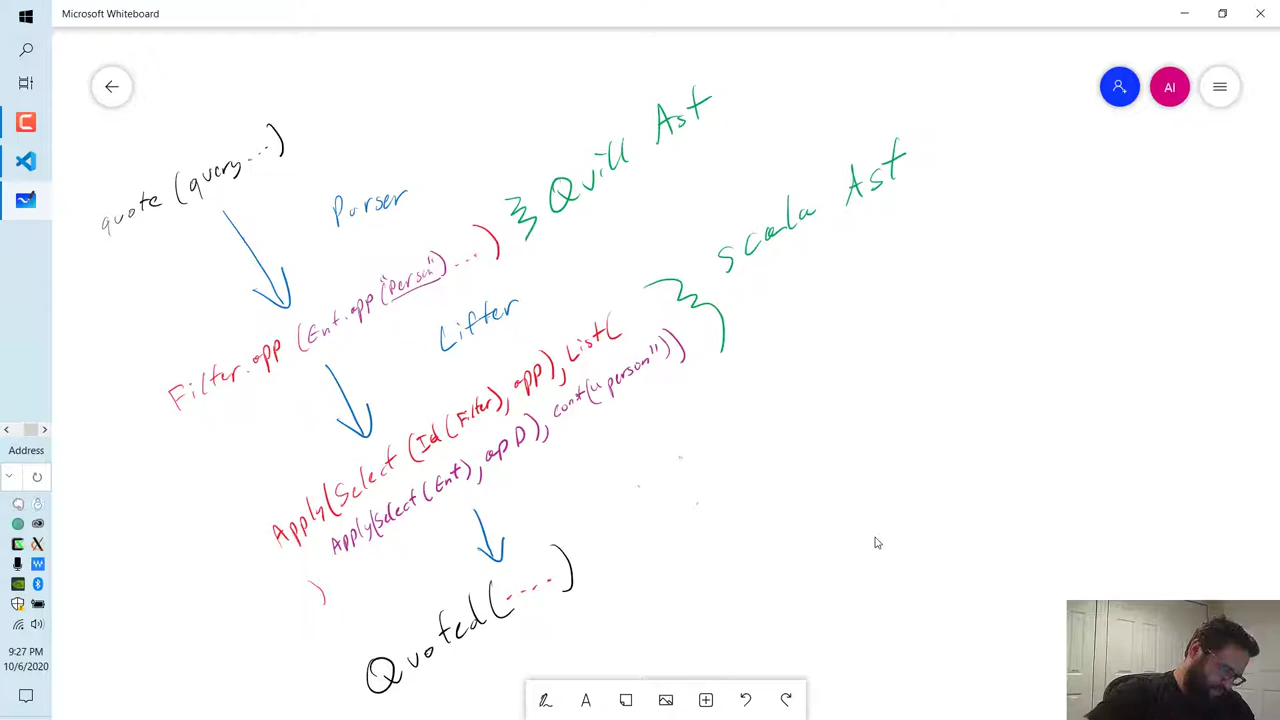 Microsoft Whiteboard
AI
quote (query...)
Parser
Quill Ast
Filter.app (Ent.app("Person")....)
Lifter
Scala Ast
Apply(Select (Id(Filter), app), List(
Apply(Select(Ent), app), const("person"))
)
Quoted(....)
Address
9:27 PM
10/6/2020
A